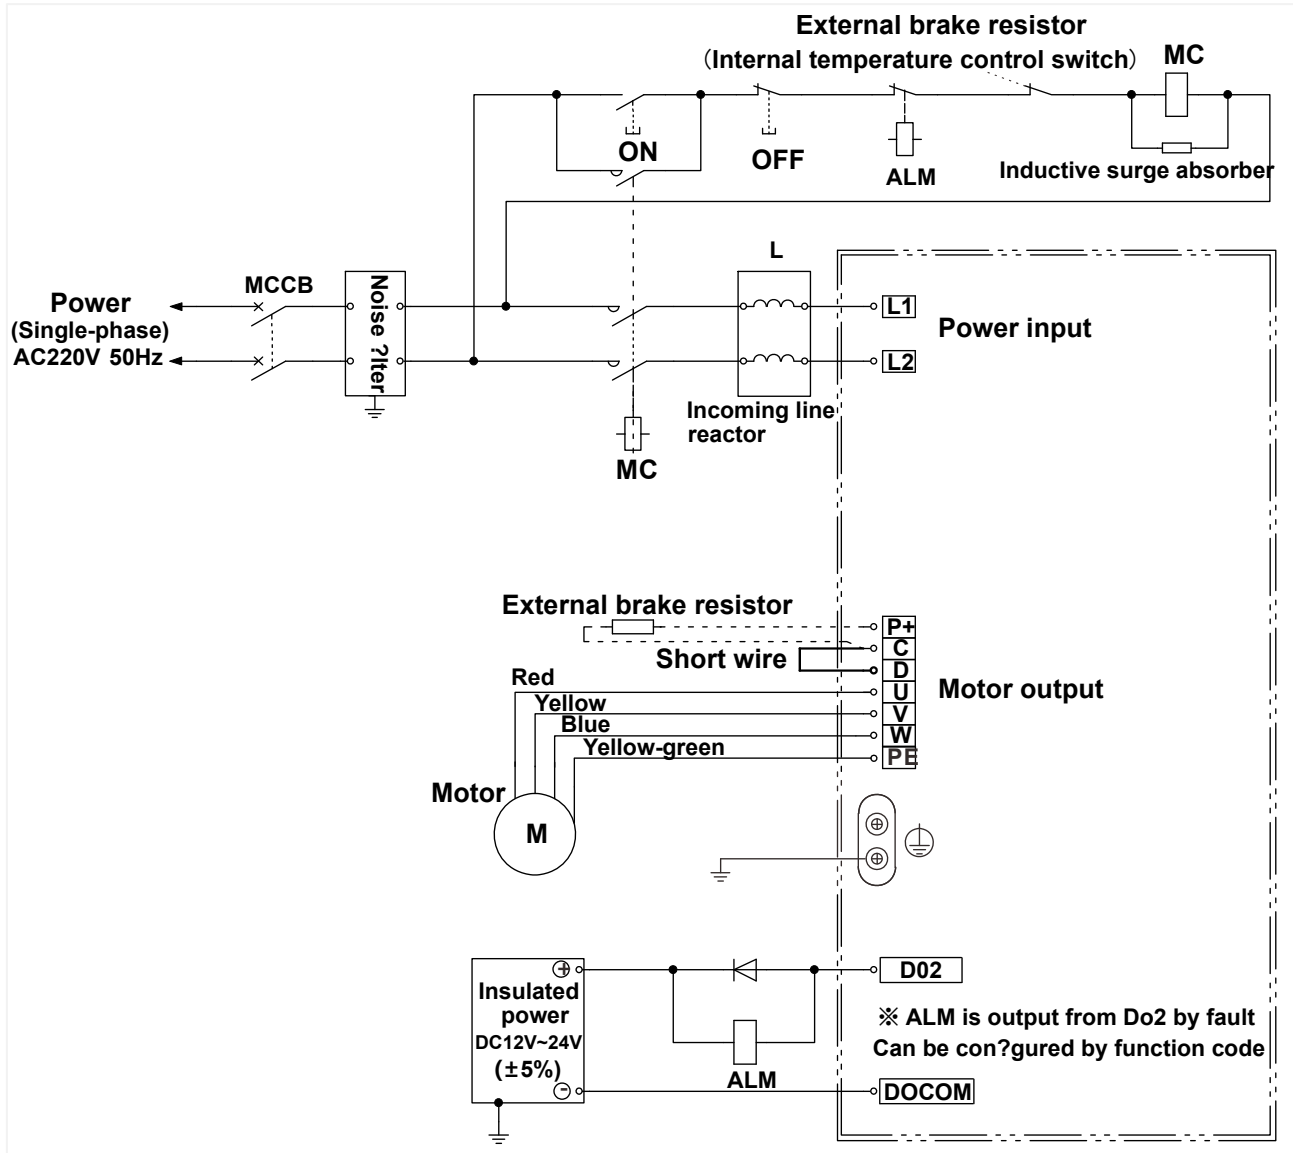 External brake resistor
（Internal temperature control switch）
MC
ON
OFF
ALM
Inductive surge absorber
L
MCCB
Noise ?lter
Power
(Single-phase)
AC220V 50Hz
L1
Power input
L2
Incoming line
reactor
MC
External brake resistor
P+
C
Short wire
D
Red
U
Motor output
Yellow
V
Blue
W
Yellow-green
PE
Motor
M
D02
Insulated
power
DC12V~24V
(±5%)
+
-
ALM
※ ALM is output from Do2 by fault
Can be con?gured by function code
DOCOM